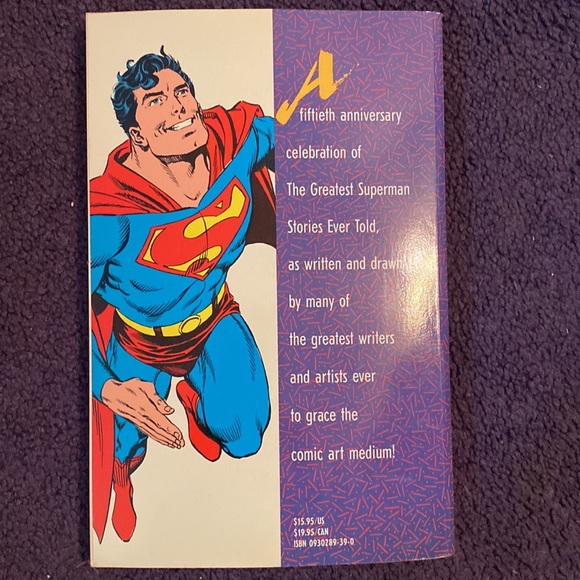 A
fiftieth anniversary
celebration of
The Greatest Superman
Stories Ever Told,
as written and drawn
by many of
the greatest writers
and artists ever
to grace the
comic art medium!
$15.95/US
$19.95/CAN
ISBN 0930289-39-0